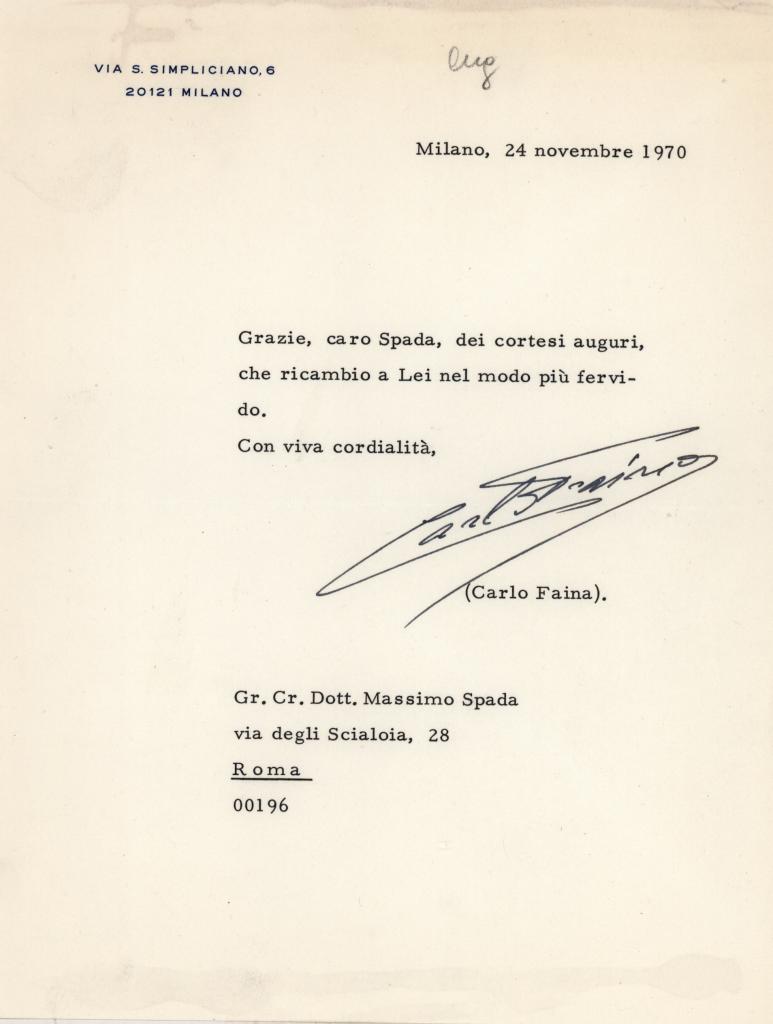 VIA S. SIMPLICIANO, 6
20121 MILANO
Milano, 24 novembre 1970
Grazie, caro Spada, dei cortesi auguri,
che ricambio a Lei nel modo più fervi-
do.
Con viva cordialità,
Carlo Faina
(Carlo Faina).
Gr. Cr. Dott. Massimo Spada
via degli Scialoia, 28
Roma
00196